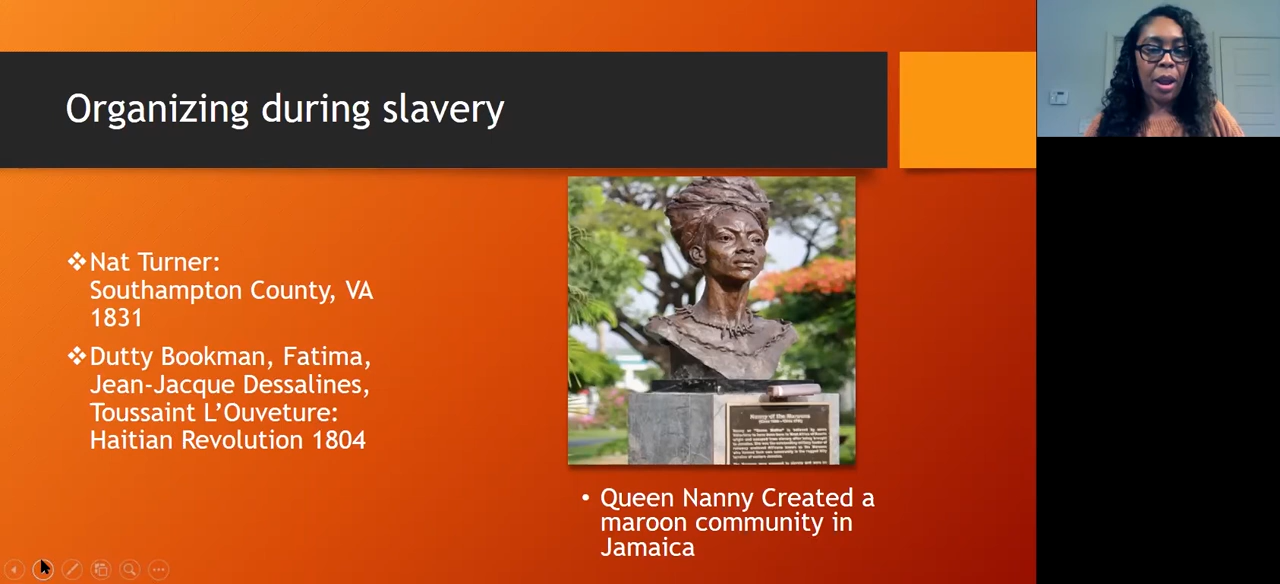 Organizing during slavery
Nat Turner:
Southampton County, VA
1831
Dutty Bookman, Fatima,
Jean-Jacque Dessalines,
Toussaint L'Ouveture:
Haitian Revolution 1804
Nanny of the Maroons
Queen Nanny Created a
maroon community in
Jamaica